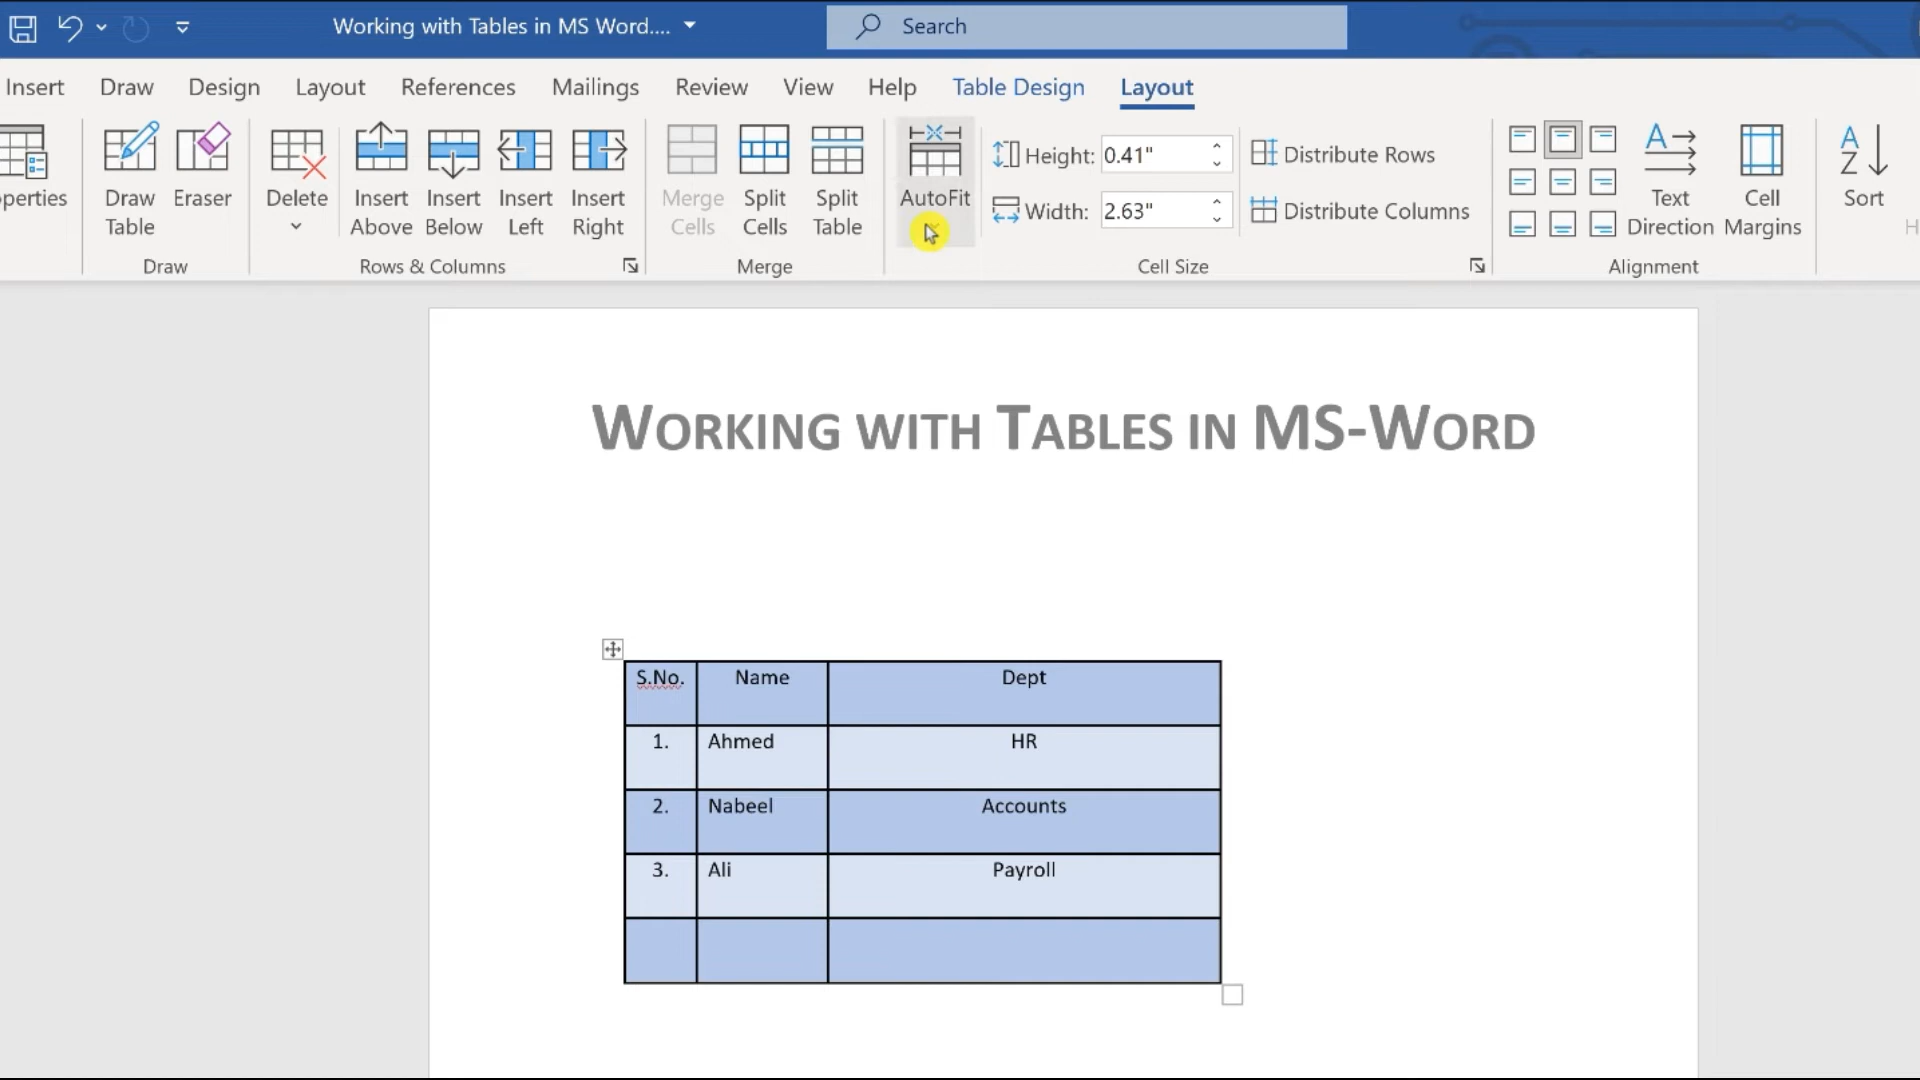 Working with Tables in MS Word....
Search
Insert Draw Design Layout References Mailings Review View Help Table Design Layout
perties
Draw Table
Eraser
Delete
Insert Above
Insert Below
Insert Left
Insert Right
Merge Cells
Split Cells
Split Table
AutoFit
Height: 0.41"
Width: 2.63"
Distribute Rows
Distribute Columns
Text Direction
Cell Margins
A Z
Sort
H
Draw
Rows & Columns
Merge
Cell Size
Alignment
WORKING WITH TABLES IN MS-WORD
S.No. Name Dept
1. Ahmed HR
2. Nabeel Accounts
3. Ali Payroll